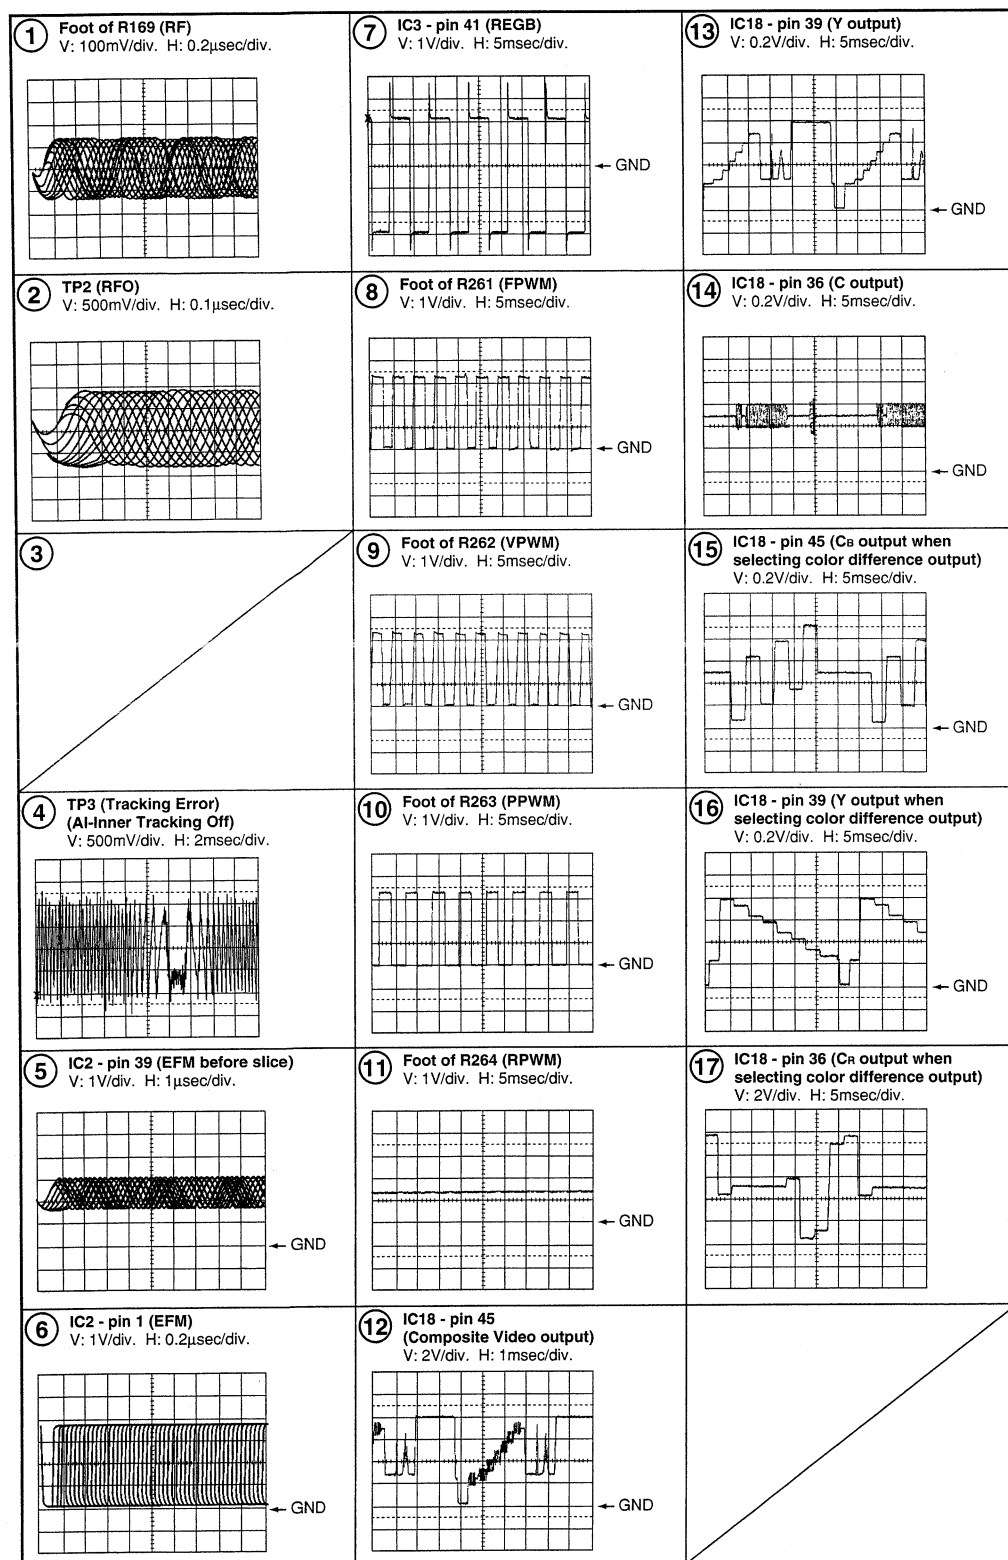 1
Foot of R169 (RF)
V: 100mV/div. H: 0.2µsec/div.
2
TP2 (RFO)
V: 500mV/div. H: 0.1µsec/div.
3
4
TP3 (Tracking Error)
(AI-Inner Tracking Off)
V: 500mV/div. H: 2msec/div.
5
IC2 - pin 39 (EFM before slice)
V: 1V/div. H: 1µsec/div.
GND
6
IC2 - pin 1 (EFM)
V: 1V/div. H: 0.2µsec/div.
GND
7
IC3 - pin 41 (REGB)
V: 1V/div. H: 5msec/div.
GND
8
Foot of R261 (FPWM)
V: 1V/div. H: 5msec/div.
GND
9
Foot of R262 (VPWM)
V: 1V/div. H: 5msec/div.
GND
10
Foot of R263 (PPWM)
V: 1V/div. H: 5msec/div.
GND
11
Foot of R264 (RPWM)
V: 1V/div. H: 5msec/div.
GND
12
IC18 - pin 45
(Composite Video output)
V: 2V/div. H: 1msec/div.
GND
13
IC18 - pin 39 (Y output)
V: 0.2V/div. H: 5msec/div.
GND
14
IC18 - pin 36 (C output)
V: 0.2V/div. H: 5msec/div.
GND
15
IC18 - pin 45 (CB output when
selecting color difference output)
V: 0.2V/div. H: 5msec/div.
GND
16
IC18 - pin 39 (Y output when
selecting color difference output)
V: 0.2V/div. H: 5msec/div.
GND
17
IC18 - pin 36 (CR output when
selecting color difference output)
V: 2V/div. H: 5msec/div.